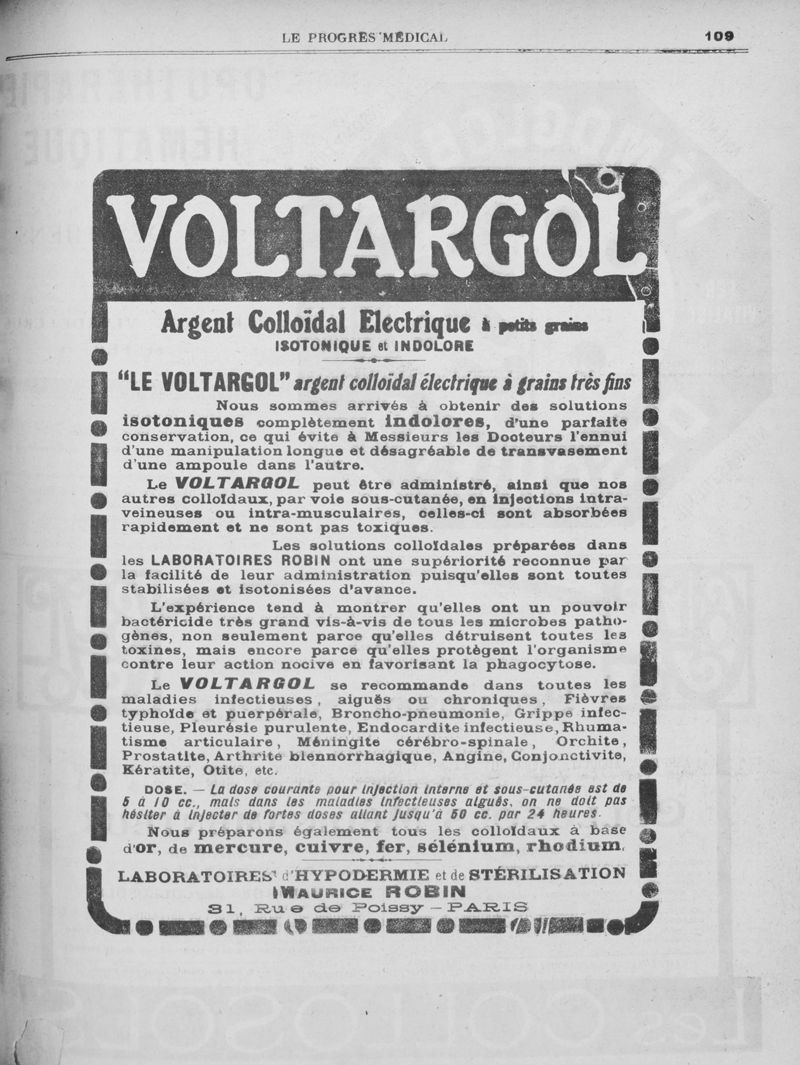 LE PROGRÈS MÉDICAL
109
VOLTARGOL
Argent Colloïdal Electrique à petits grains
ISOTONIQUE et INDOLORE
"LE VOLTARGOL" argent colloïdal électrique à grains très fins
Nous sommes arrivés à obtenir des solutions
isotoniques complètement indolores, d'une parfaite
conservation, ce qui évite à Messieurs les Docteurs l'ennui
d'une manipulation longue et désagréable de transvasement
d'une ampoule dans l'autre.
Le VOLTARGOL peut être administré, ainsi que nos
autres colloïdaux, par voie sous-cutanée, en injections intra-
veineuses ou intra-musculaires, celles-ci sont absorbées
rapidement et ne sont pas toxiques.
Les solutions colloïdales préparées dans
les LABORATOIRES ROBIN ont une supériorité reconnue par
la facilité de leur administration puisqu'elles sont toutes
stabilisées et isotonisées d'avance.
L'expérience tend à montrer qu'elles ont un pouvoir
bactéricide très grand vis-à-vis de tous les microbes patho-
gènes, non seulement parce qu'elles détruisent toutes les
toxines, mais encore parce qu'elles protègent l'organisme
contre leur action nocive en favorisant la phagocytose.
Le VOLTARGOL se recommande dans toutes les
maladies infectieuses, aiguës ou chroniques, Fièvres
typhoïde et puerpérale, Broncho-pneumonie, Grippe infec-
tieuse, Pleurésie purulente, Endocardite infectieuse, Rhuma-
tisme articulaire, Méningite cérébro-spinale, Orchite,
Prostatite, Arthrite blennorrhagique, Angine, Conjonctivite,
Kératite, Otite, etc.
DOSE. — La dose courante pour injection interne et sous-cutanée est de
5 à 10 cc., mais dans les maladies infectieuses aiguës, on ne doit pas
hésiter à injecter de fortes doses allant jusqu'à 50 cc. par 24 heures.
Nous préparons également tous les colloïdaux à base
d'or, de mercure, cuivre, fer, sélénium, rhodium.
LABORATOIRES d'HYPODERMIE et de STÉRILISATION
MAURICE ROBIN
31, Rue de Poissy — PARIS